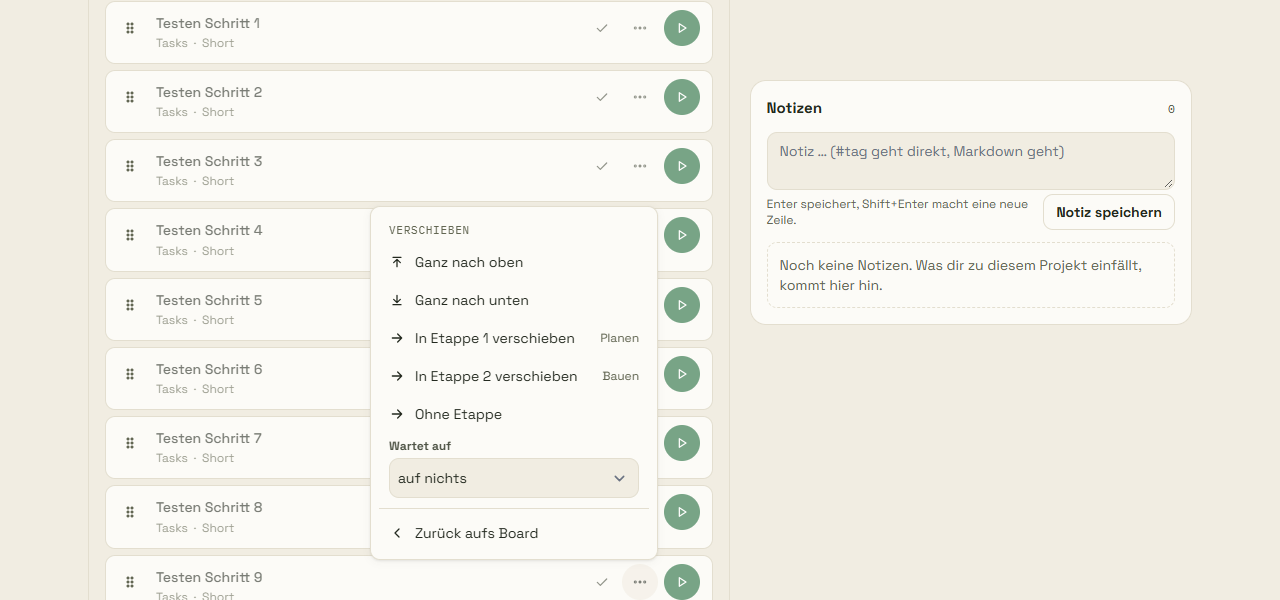 Testen Schritt 1
Tasks · Short
Testen Schritt 2
Tasks · Short
Testen Schritt 3
Tasks · Short
Testen Schritt 4
Tasks · Short
Testen Schritt 5
Tasks · Short
Testen Schritt 6
Tasks · Short
Testen Schritt 7
Tasks · Short
Testen Schritt 8
Tasks · Short
Testen Schritt 9
Tasks · Short
VERSCHIEBEN
Ganz nach oben
Ganz nach unten
In Etappe 1 verschieben Planen
In Etappe 2 verschieben Bauen
Ohne Etappe
Wartet auf
auf nichts
Zurück aufs Board
Notizen 0
Notiz … (#tag geht direkt, Markdown geht)
Enter speichert, Shift+Enter macht eine neue
Zeile.
Notiz speichern
Noch keine Notizen. Was dir zu diesem Projekt einfällt,
kommt hier hin.